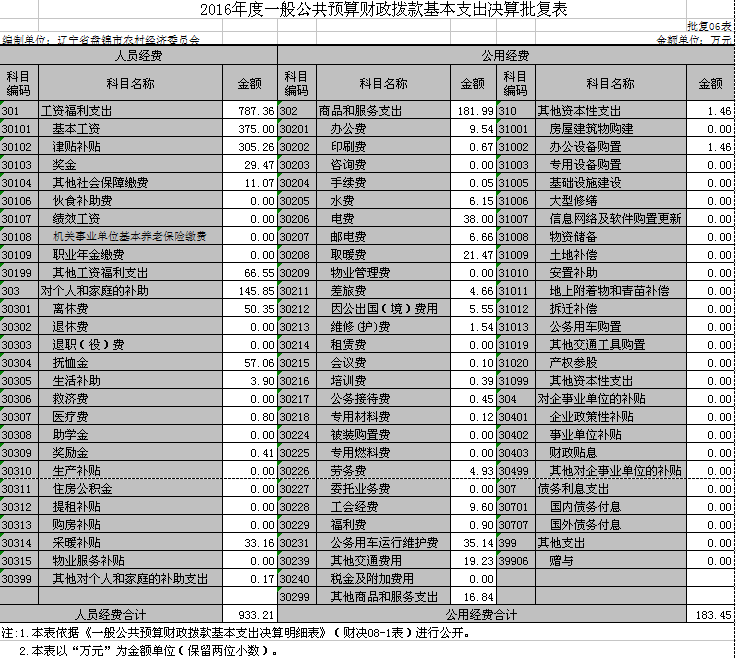 2016年度一般公共预算财政拨款基本支出决算批复表
批复06表
编制单位：辽宁省盘锦市农村经济委员会 金额单位：万元
人员经费 公用经费
科目编码 科目名称 金额 科目编码 科目名称 金额 科目编码 科目名称 金额
301 工资福利支出 787.36 302 商品和服务支出 181.99 310 其他资本性支出 1.46
30101 基本工资 375.00 30201 办公费 9.54 31001 房屋建筑物购建 0.00
30102 津贴补贴 305.26 30202 印刷费 0.67 31002 办公设备购置 1.46
30103 奖金 29.47 30203 咨询费 0.00 31003 专用设备购置 0.00
30104 其他社会保障缴费 11.07 30204 手续费 0.05 31005 基础设施建设 0.00
30106 伙食补助费 0.00 30205 水费 6.15 31006 大型修缮 0.00
30107 绩效工资 0.00 30206 电费 38.00 31007 信息网络及软件购置更新 0.00
30108 机关事业单位基本养老保险缴费 0.00 30207 邮电费 6.66 31008 物资储备 0.00
30109 职业年金缴费 0.00 30208 取暖费 21.47 31009 土地补偿 0.00
30199 其他工资福利支出 66.55 30209 物业管理费 0.00 31010 安置补助 0.00
303 对个人和家庭的补助 145.85 30211 差旅费 4.66 31011 地上附着物和青苗补偿 0.00
30301 离休费 50.35 30212 因公出国（境）费用 5.55 31012 拆迁补偿 0.00
30302 退休费 0.00 30213 维修(护)费 1.54 31013 公务用车购置 0.00
30303 退职（役）费 0.00 30214 租赁费 0.00 31019 其他交通工具购置 0.00
30304 抚恤金 57.06 30215 会议费 0.10 31020 产权参股 0.00
30305 生活补助 3.90 30216 培训费 0.39 31099 其他资本性支出 0.00
30306 救济费 0.00 30217 公务接待费 0.45 304 对企事业单位的补贴 0.00
30307 医疗费 0.80 30218 专用材料费 0.12 30401 企业政策性补贴 0.00
30308 助学金 0.00 30224 被装购置费 0.00 30402 事业单位补贴 0.00
30309 奖励金 0.41 30225 专用燃料费 0.00 30403 财政贴息 0.00
30310 生产补贴 0.00 30226 劳务费 4.93 30499 其他对企事业单位的补贴 0.00
30311 住房公积金 0.00 30227 委托业务费 0.00 307 债务利息支出 0.00
30312 提租补贴 0.00 30228 工会经费 9.60 30701 国内债务付息 0.00
30313 购房补贴 0.00 30229 福利费 0.90 30707 国外债务付息 0.00
30314 采暖补贴 33.16 30231 公务用车运行维护费 35.14 399 其他支出 0.00
30315 物业服务补贴 0.00 30239 其他交通费用 19.23 39906 赠与 0.00
30399 其他对个人和家庭的补助支出 0.17 30240 税金及附加费用 0.00
30299 其他商品和服务支出 16.84
人员经费合计 933.21 公用经费合计 183.45
注:1.本表依据《一般公共预算财政拨款基本支出决算明细表》（财决08-1表）进行公开。
2.本表以“万元”为金额单位（保留两位小数）。